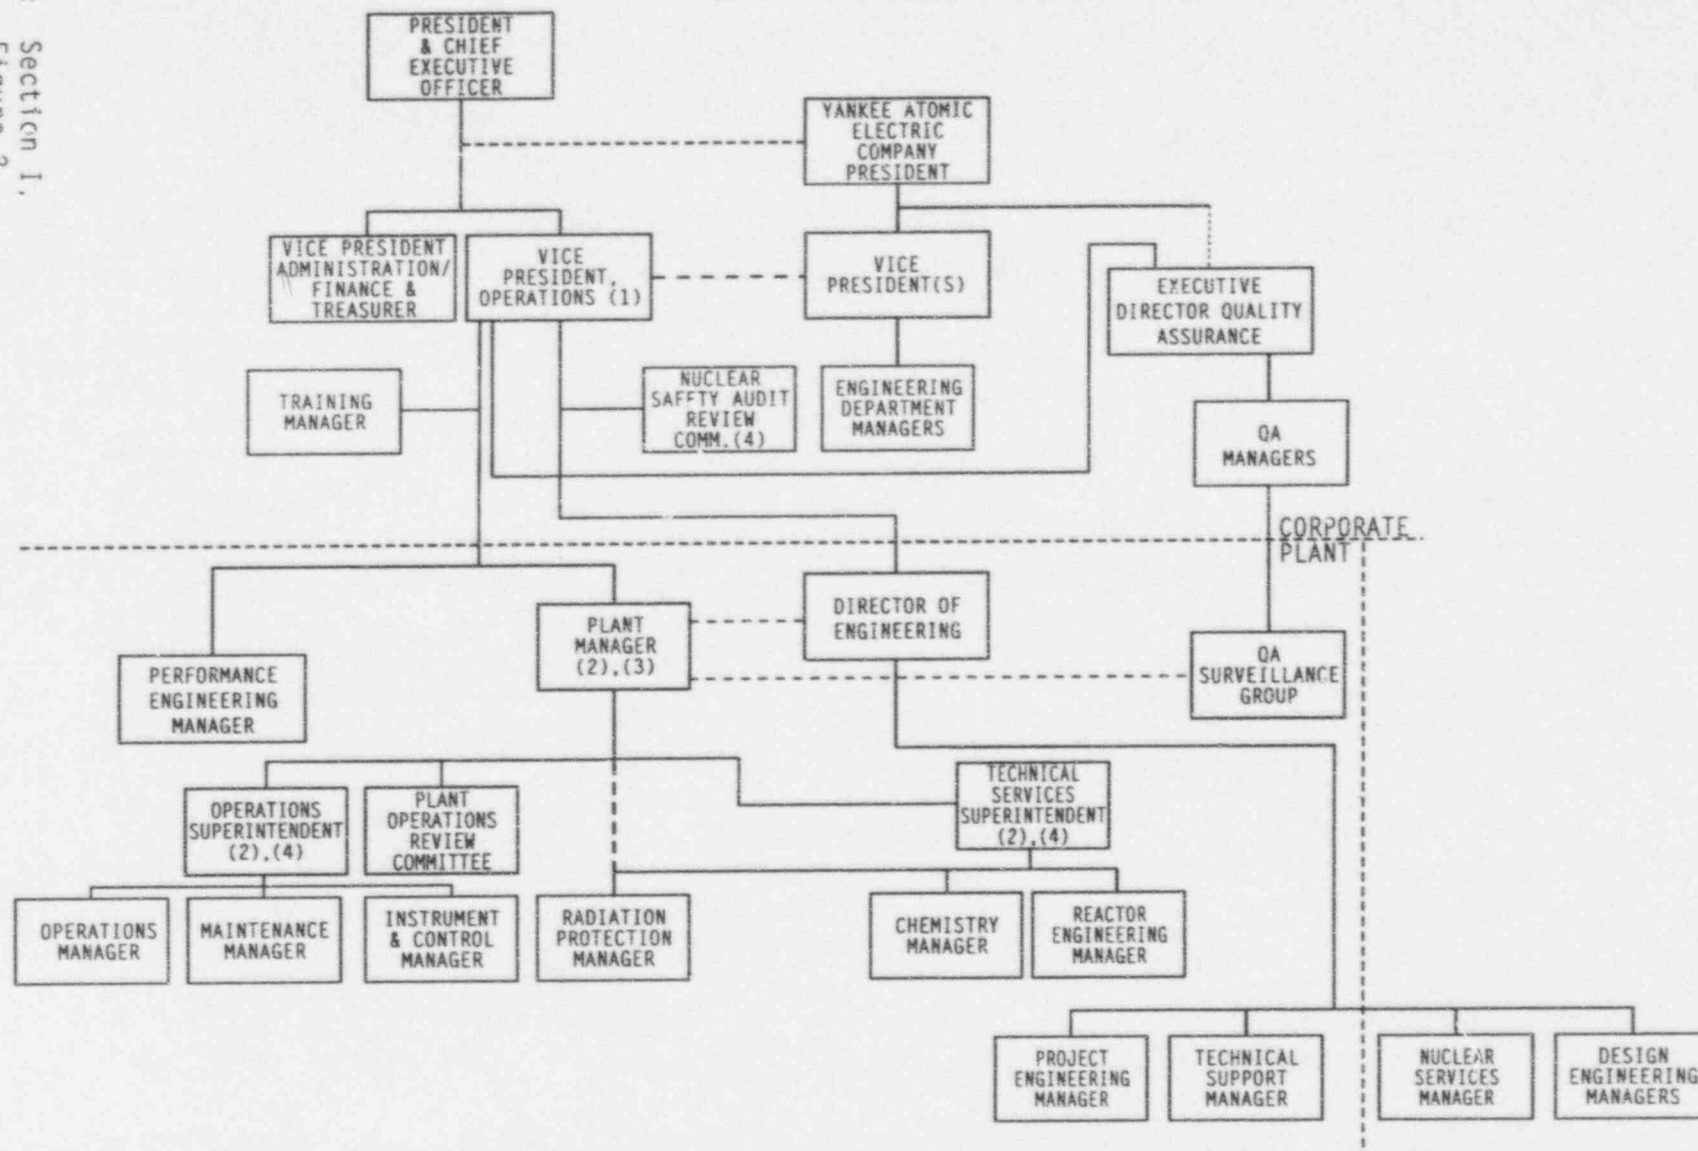 Section I,
Figure 2
PRESIDENT
& CHIEF
EXECUTIVE
OFFICER
YANKEE ATOMIC
ELECTRIC
COMPANY
PRESIDENT
VICE PRESIDENT
ADMINISTRATION/
FINANCE &
TREASURER
VICE
PRESIDENT,
OPERATIONS (1)
VICE
PRESIDENT(S)
EXECUTIVE
DIRECTOR QUALITY
ASSURANCE
TRAINING
MANAGER
NUCLEAR
SAFETY AUDIT
REVIEW
COMM.(4)
ENGINEERING
DEPARTMENT
MANAGERS
QA
MANAGERS
CORPORATE
PLANT
PERFORMANCE
ENGINEERING
MANAGER
PLANT
MANAGER
(2),(3)
DIRECTOR OF
ENGINEERING
QA
SURVEILLANCE
GROUP
OPERATIONS
SUPERINTENDENT
(2),(4)
PLANT
OPERATIONS
REVIEW
COMMITTEE
TECHNICAL
SERVICES
SUPERINTENDENT
(2),(4)
OPERATIONS
MANAGER
MAINTENANCE
MANAGER
INSTRUMENT
& CONTROL
MANAGER
RADIATION
PROTECTION
MANAGER
CHEMISTRY
MANAGER
REACTOR
ENGINEERING
MANAGER
PROJECT
ENGINEERING
MANAGER
TECHNICAL
SUPPORT
MANAGER
NUCLEAR
SERVICES
MANAGER
DESIGN
ENGINEERING
MANAGERS